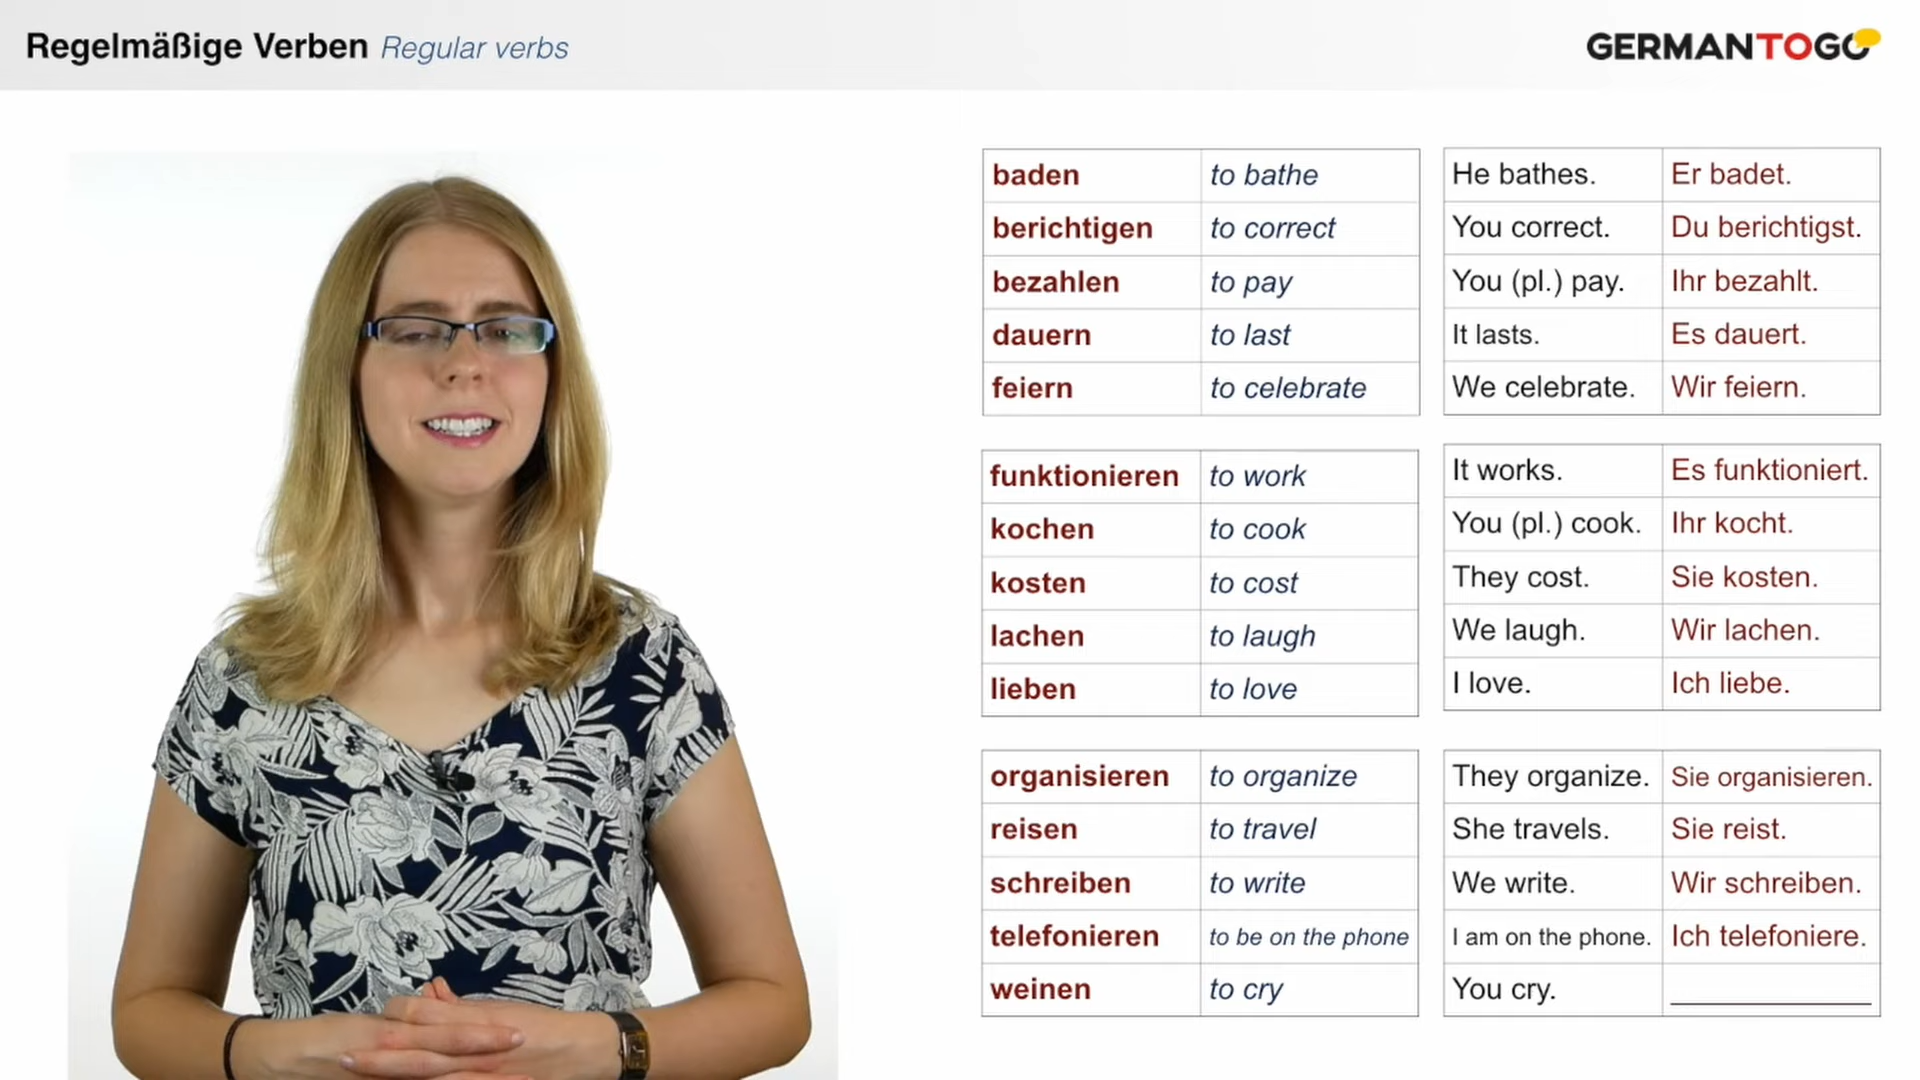 Regelmäßige Verben Regular verbs
GERMANTOGO
baden to bathe He bathes. Er badet.
berichtigen to correct You correct. Du berichtigst.
bezahlen to pay You (pl.) pay. Ihr bezahlt.
dauern to last It lasts. Es dauert.
feiern to celebrate We celebrate. Wir feiern.
funktionieren to work It works. Es funktioniert.
kochen to cook You (pl.) cook. Ihr kocht.
kosten to cost They cost. Sie kosten.
lachen to laugh We laugh. Wir lachen.
lieben to love I love. Ich liebe.
organisieren to organize They organize. Sie organisieren.
reisen to travel She travels. Sie reist.
schreiben to write We write. Wir schreiben.
telefonieren to be on the phone I am on the phone. Ich telefoniere.
weinen to cry You cry.